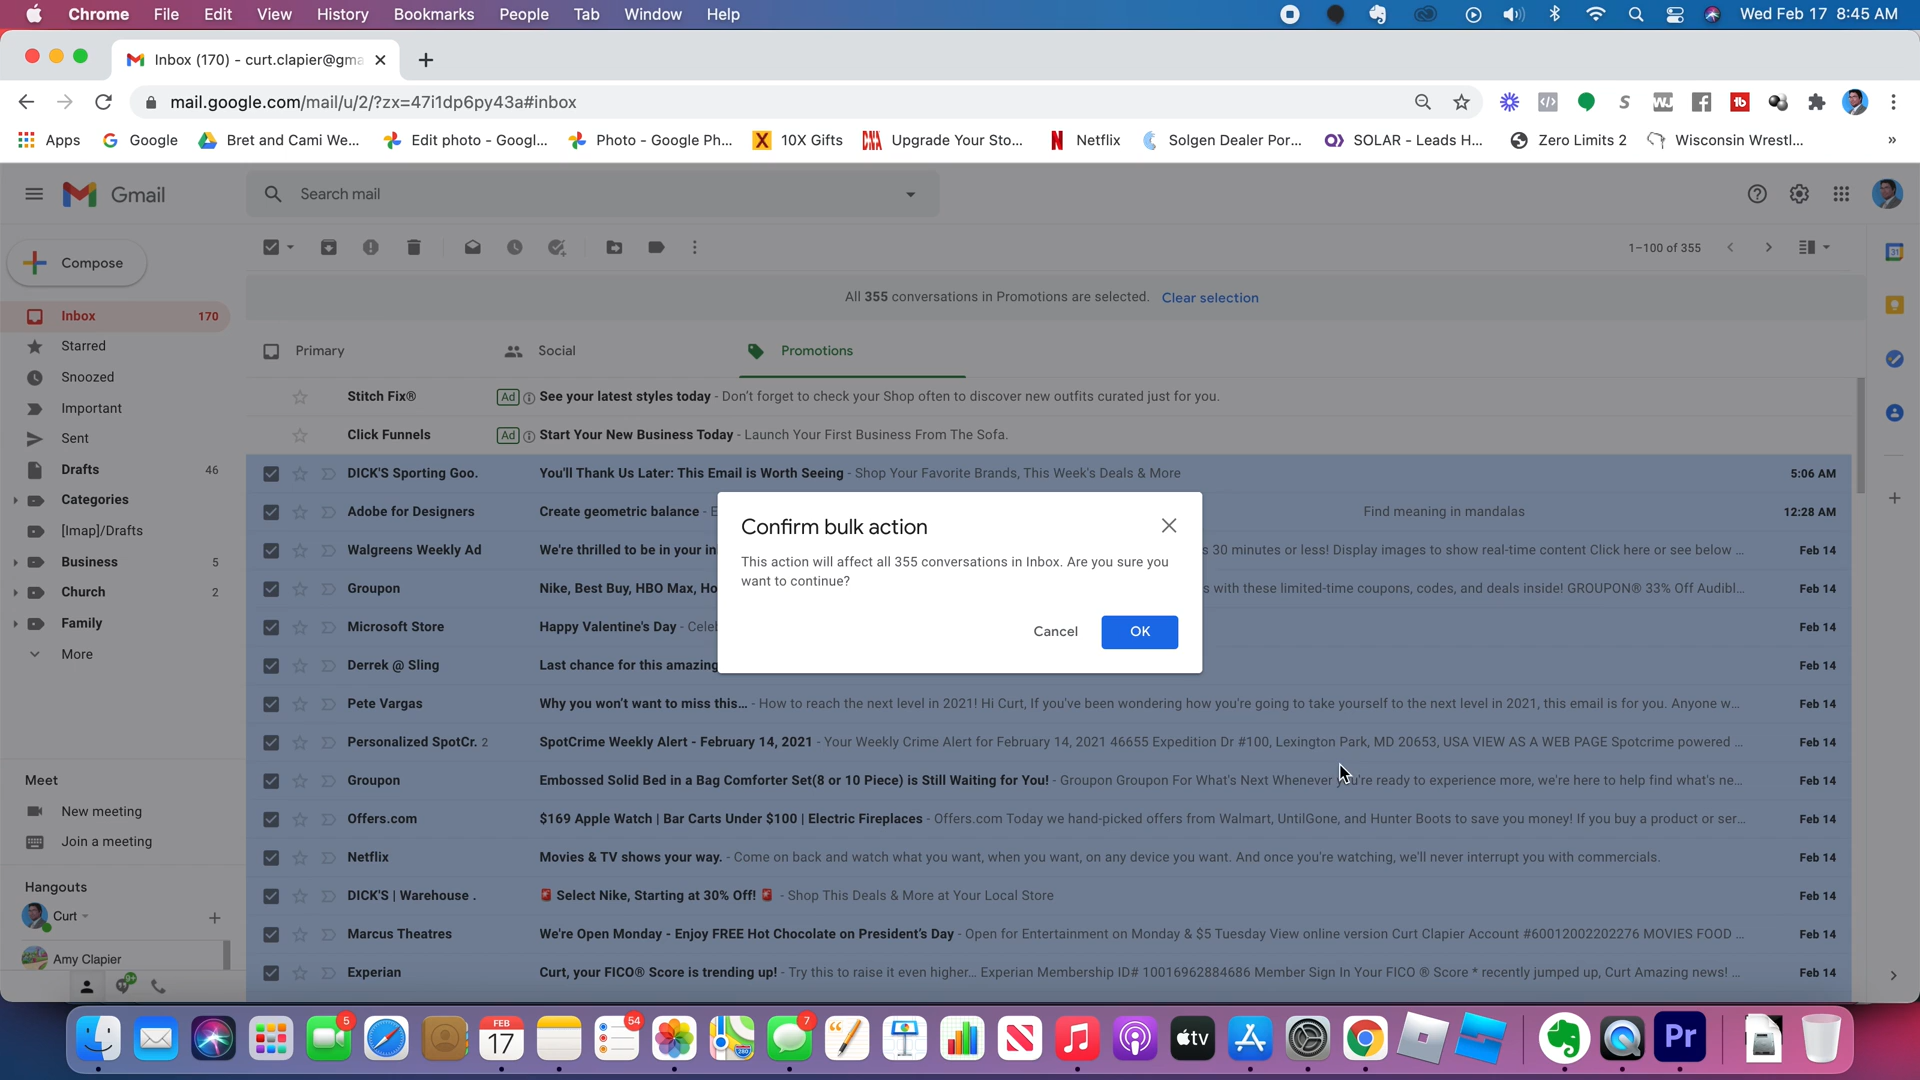 Chrome File Edit View History Bookmarks People Tab Window Help Wed Feb 17 8:45 AM
Inbox (170) - curt.clapier@gma
mail.google.com/mail/u/2/?zx=47i1dp6py43a#inbox
Apps Google Bret and Cami We... Edit photo - Googl... Photo - Google Ph... 10X Gifts Upgrade Your Sto... Netflix Solgen Dealer Por... SOLAR - Leads H... Zero Limits 2 Wisconsin Wrestl... »
Gmail Search mail
Compose 1–100 of 355
All 355 conversations in Promotions are selected. Clear selection
Inbox 170
Starred
Snoozed
Important
Sent
Drafts 46
Categories
[Imap]/Drafts
Business 5
Church 2
Family
More
Meet
New meeting
Join a meeting
Hangouts
Curt
Amy Clapier
Primary Social Promotions
Stitch Fix® Ad See your latest styles today - Don't forget to check your Shop often to discover new outfits curated just for you.
Click Funnels Ad Start Your New Business Today - Launch Your First Business From The Sofa.
DICK'S Sporting Goo. You'll Thank Us Later: This Email is Worth Seeing - Shop Your Favorite Brands, This Week's Deals & More 5:06 AM
Adobe for Designers Create geometric balance - E Find meaning in mandalas 12:28 AM
Walgreens Weekly Ad We're thrilled to be in your in s 30 minutes or less! Display images to show real-time content Click here or see below ... Feb 14
Groupon Nike, Best Buy, HBO Max, Ho s with these limited-time coupons, codes, and deals inside! GROUPON® 33% Off Audibl... Feb 14
Microsoft Store Happy Valentine's Day - Celeb Feb 14
Derrek @ Sling Last chance for this amazing Feb 14
Pete Vargas Why you won't want to miss this... - How to reach the next level in 2021! Hi Curt, If you've been wondering how you're going to take yourself to the next level in 2021, this email is for you. Anyone w... Feb 14
Personalized SpotCr. 2 SpotCrime Weekly Alert - February 14, 2021 - Your Weekly Crime Alert for February 14, 2021 46655 Expedition Dr #100, Lexington Park, MD 20653, USA VIEW AS A WEB PAGE Spotcrime powered ... Feb 14
Groupon Embossed Solid Bed in a Bag Comforter Set(8 or 10 Piece) is Still Waiting for You! - Groupon Groupon For What's Next Whenever you're ready to experience more, we're here to help find what's ne... Feb 14
Offers.com $169 Apple Watch | Bar Carts Under $100 | Electric Fireplaces - Offers.com Today we hand-picked offers from Walmart, UntilGone, and Hunter Boots to save you money! If you buy a product or ser... Feb 14
Netflix Movies & TV shows your way. - Come on back and watch what you want, when you want, on any device you want. And once you're watching, we'll never interrupt you with commercials. Feb 14
DICK'S | Warehouse . Select Nike, Starting at 30% Off! - Shop This Deals & More at Your Local Store Feb 14
Marcus Theatres We're Open Monday - Enjoy FREE Hot Chocolate on President's Day - Open for Entertainment on Monday & $5 Tuesday View online version Curt Clapier Account #60012002202276 MOVIES FOOD ... Feb 14
Experian Curt, your FICO® Score is trending up! - Try this to raise it even higher... Experian Membership ID# 10016962884686 Member Sign In Your FICO ® Score * recently jumped up, Curt Amazing news! ... Feb 14
Confirm bulk action
This action will affect all 355 conversations in Inbox. Are you sure you
want to continue?
Cancel OK
5 FEB 17 54 7 tv Pr